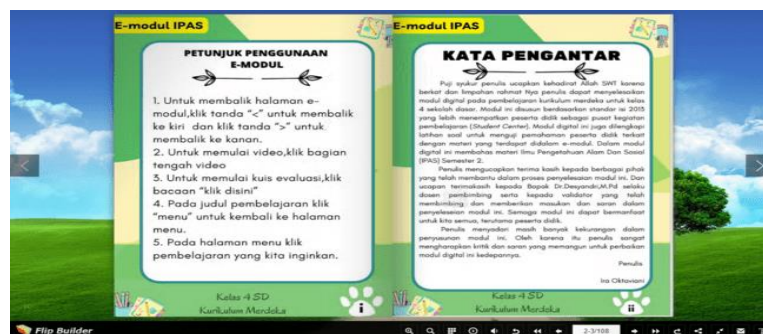 E-modul IPAS
PETUNJUK PENGGUNAAN
E-MODUL
1. Untuk membalik halaman e-
modul,klik tanda "<" untuk membalik
ke kiri dan klik tanda ">" untuk
membalik ke kanan.
2. Untuk memulai video,klik bagian
tengah video
3. Untuk memulai kuis evaluasi,klik
bacaan "klik disini"
4. Pada judul pembelajaran klik
"menu" untuk kembali ke halaman
menu.
5. Pada halaman menu klik
pembelajaran yang kita inginkan.
Kelas 4 SD
Kurikulum Merdeka
i
E-modul IPAS
KATA PENGANTAR
Puji syukur penulis ucapkan kehadirat Allah SWT karena
berkat dan limpahan rahmat Nya penulis dapat menyelesaikan
modul digital pada pembelajaran kurikulum merdeka untuk kelas
4 sekolah dasar. Modul ini disusun berdasarkan standar isi 2013
yang lebih menempatkan peserta didik sebagai pusat kegiatan
pembelajaran (Student Center). Modul digital ini juga dilengkapi
latihan soal untuk menguji pemahaman peserta didik terkait
dengan materi yang terdapat didalam e-modul. Dalam modul
digital ini membahas materi Ilmu Pengetahuan Alam Dan Sosial
(IPAS) Semester 2.
Penulis mengucapkan terima kasih kepada berbagai pihak
yang telah membantu dalam proses penyelesaian modul ini. Dan
ucapan terimakasih kepada Bapak Dr.Desyandri,M.Pd selaku
dosen pembimbing serta kepada validator yang telah
membimbing dan memberikan masukan dan saran dalam
penyeleseian modul ini. Semoga modul ini dapat bermanfaat
untuk kita semua, terutama peserta didik.
Penulis menyadari masih banyak kekurangan dalam
penyusunan modul ini. Oleh karena itu penulis sangat
mengharapkan kritik dan saran yang memangun untuk perbaikan
modul digital ini kedepannya.
Penulis
Ira Oktaviani
Kelas 4 SD
Kurikulum Merdeka
ii
Flip Builder
2-3/108